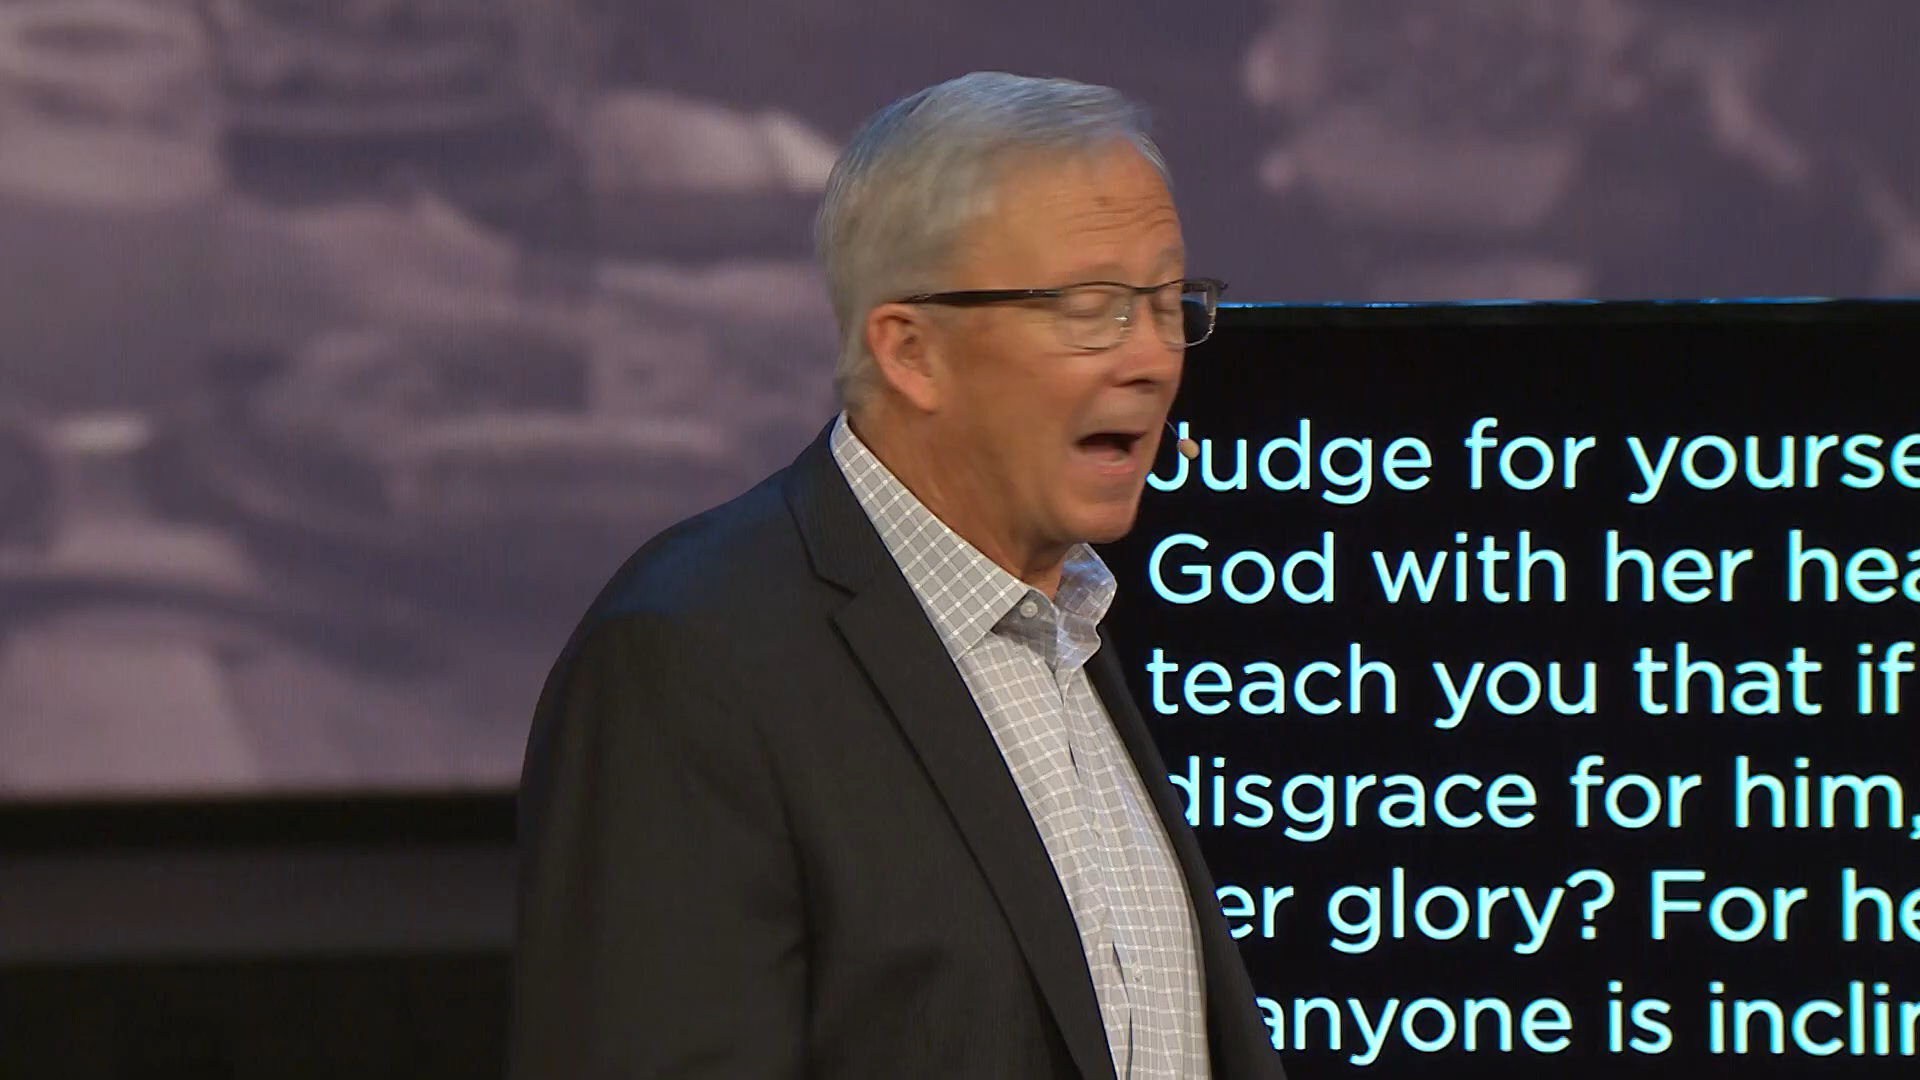 Judge for yourse
God with her hea
teach you that if
disgrace for him,
er glory? For he
anyone is inclin